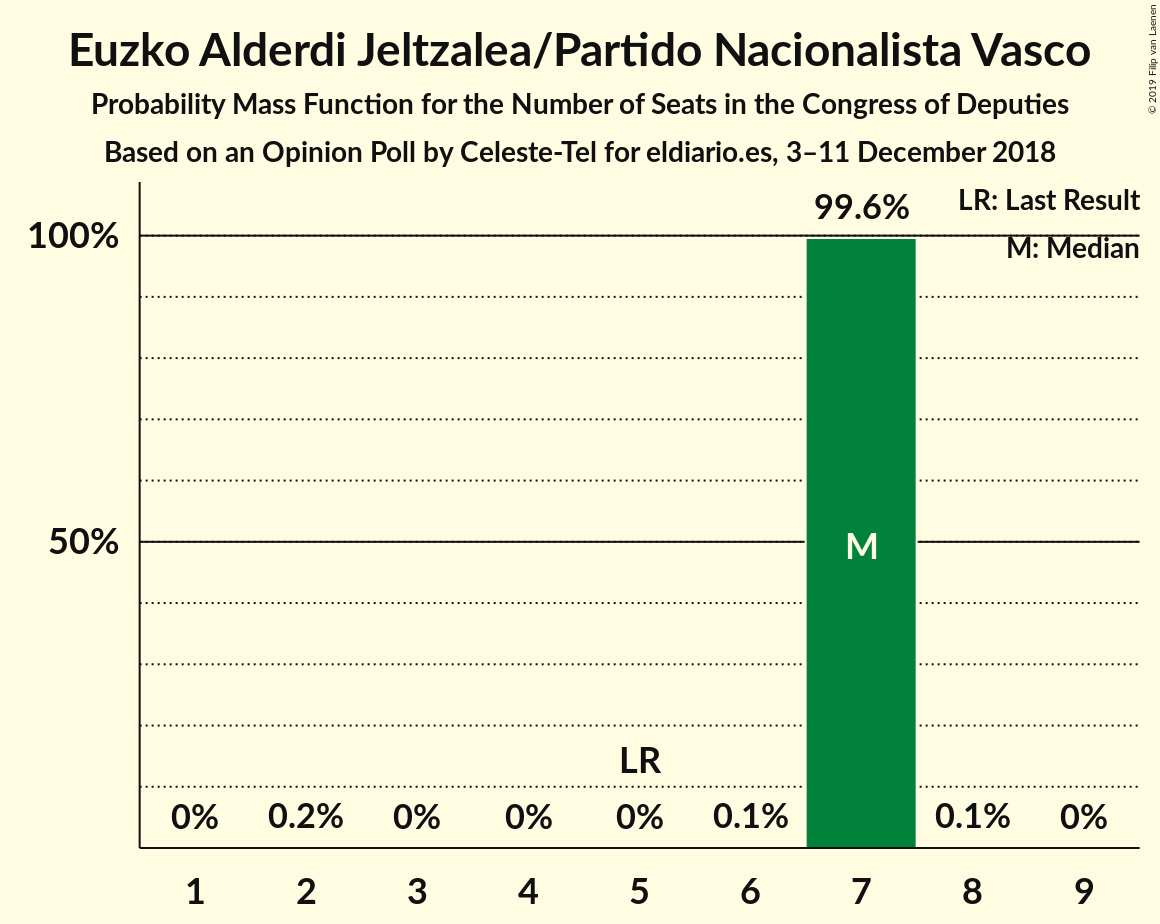 Euzko Alderdi Jeltzalea/Partido Nacionalista Vasco
Probability Mass Function for the Number of Seats in the Congress of Deputies
Based on an Opinion Poll by Celeste-Tel for eldiario.es, 3–11 December 2018
© 2019 Filip van Laenen
LR: Last Result
M: Median
99.6%
100%
50%
M
LR
0% 0.2% 0% 0% 0% 0.1% 0.1% 0%
1 2 3 4 5 6 7 8 9